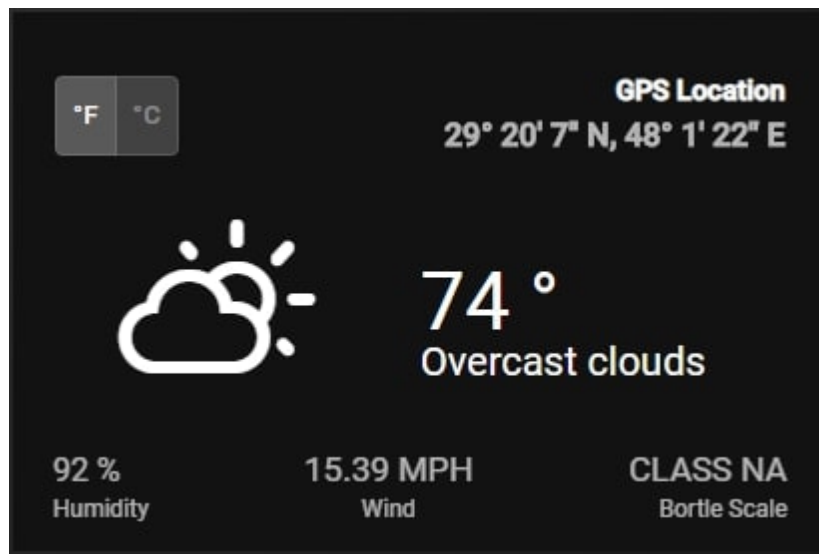 °F °C
GPS Location
29° 20' 7" N, 48° 1' 22" E
74 °
Overcast clouds
92 % 15.39 MPH CLASS NA
Humidity Wind Bortle Scale